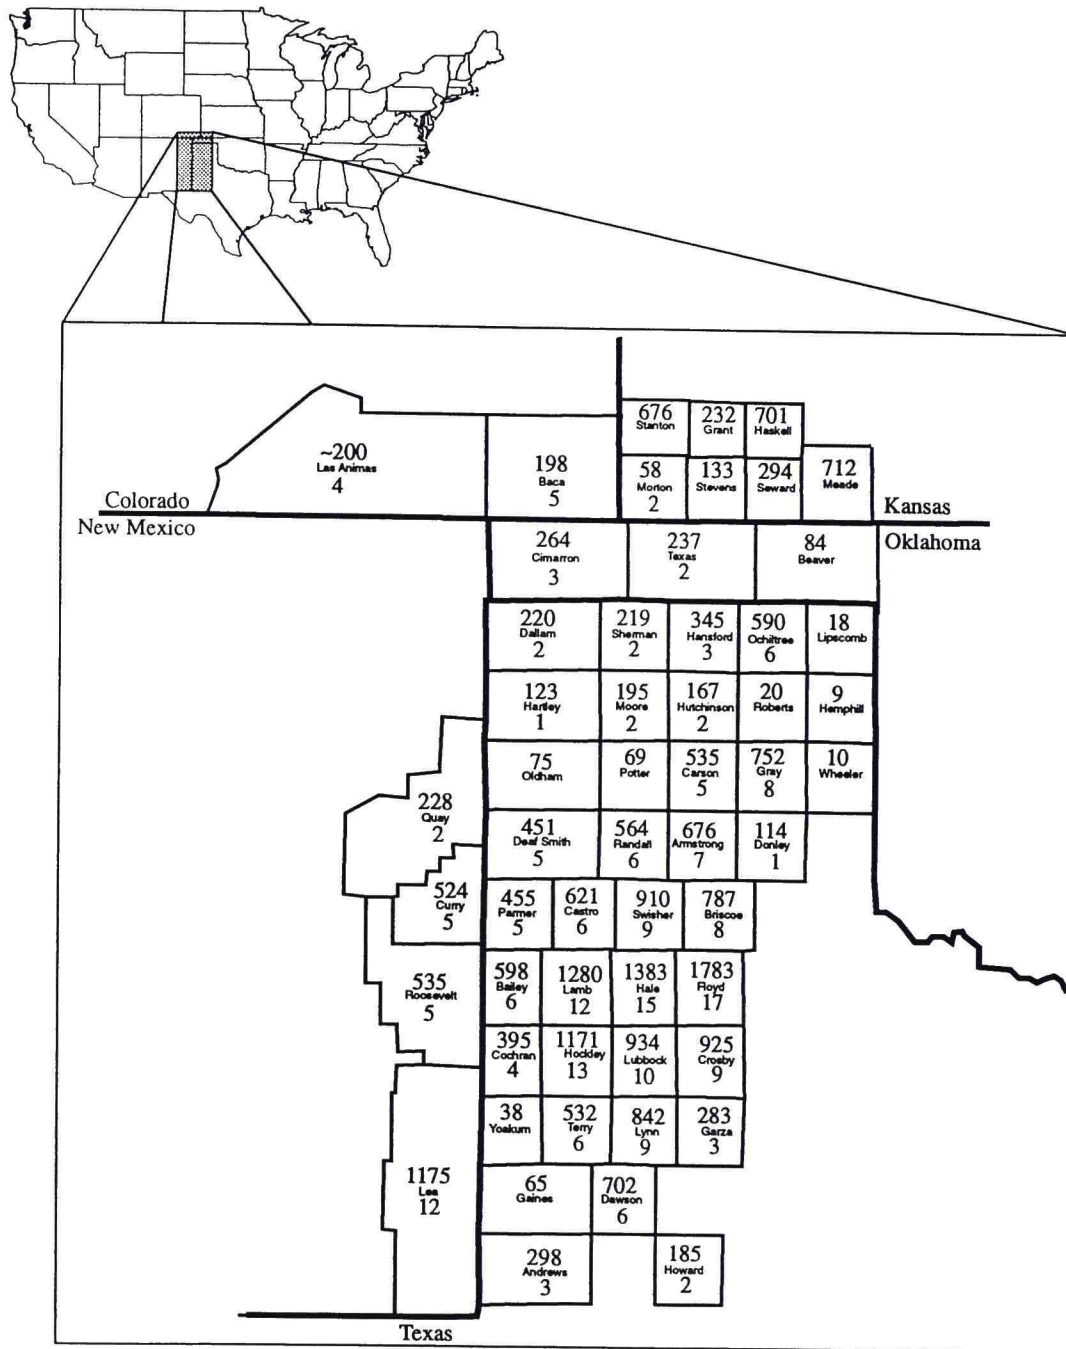 676
Stanton
232
Grant
701
Haskell
~200
Las Animas
4
198
Baca
5
58
Morton
2
133
Stevens
294
Seward
712
Meade
Colorado
Kansas
New Mexico
Oklahoma
264
Cimarron
3
237
Texas
2
84
Beaver
220
Dallam
2
219
Sherman
2
345
Hansford
3
590
Ochiltree
6
18
Lipscomb
123
Hartley
1
195
Moore
2
167
Hutchinson
2
20
Roberts
9
Hemphill
75
Oldham
69
Potter
535
Carson
5
752
Gray
8
10
Wheeler
228
Quay
2
451
Deaf Smith
5
564
Randall
6
676
Armstrong
7
114
Donley
1
524
Curry
5
455
Parmer
5
621
Castro
6
910
Swisher
9
787
Briscoe
8
535
Roosevelt
5
598
Bailey
6
1280
Lamb
12
1383
Hale
15
1783
Floyd
17
395
Cochran
4
1171
Hockley
13
934
Lubbock
10
925
Crosby
9
38
Yoakum
532
Terry
6
842
Lynn
9
283
Garza
3
1175
Lea
12
65
Gaines
702
Dawson
6
298
Andrews
3
185
Howard
2
Texas